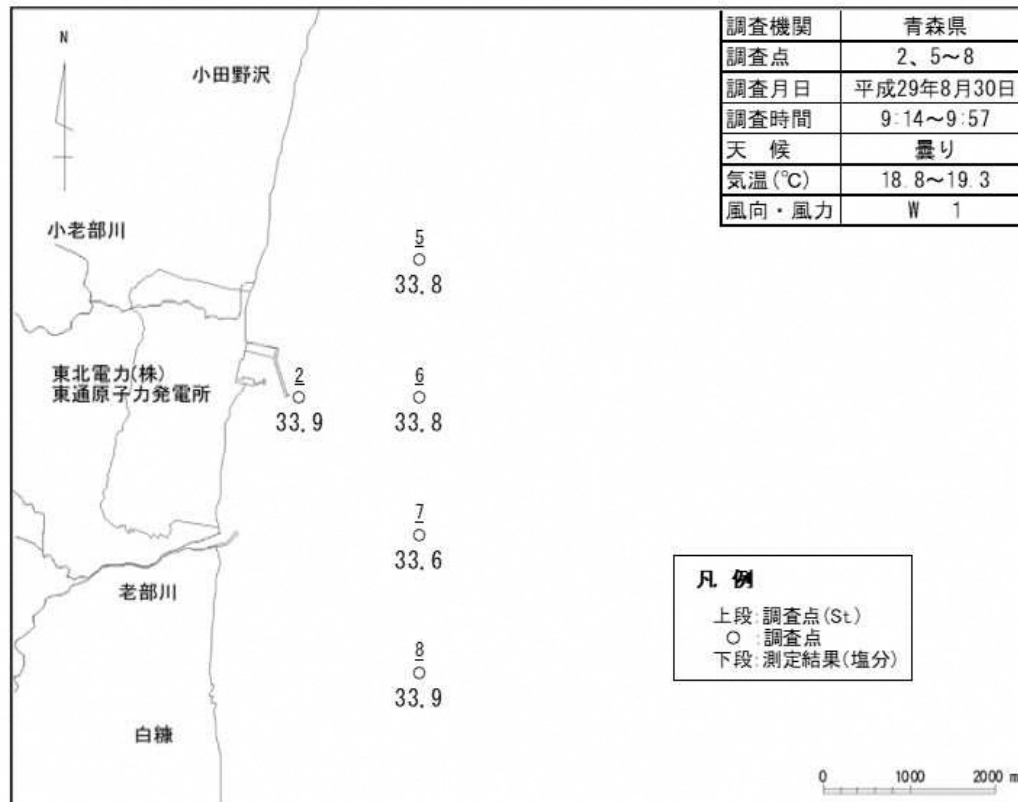 調査機関 青森県
調査点 2、5～8
調査月日 平成29年8月30日
調査時間 9:14～9:57
天 候 曇り
気温(℃) 18.8～19.3
風向・風力 W 1
N
小田野沢
小老部川
5
33.8
東北電力(株)
東通原子力発電所
2
33.9
6
33.8
7
33.6
老部川
8
33.9
白糠
凡 例
上段:調査点(St.)
○ :調査点
下段:測定結果(塩分)
0 1000 2000 m